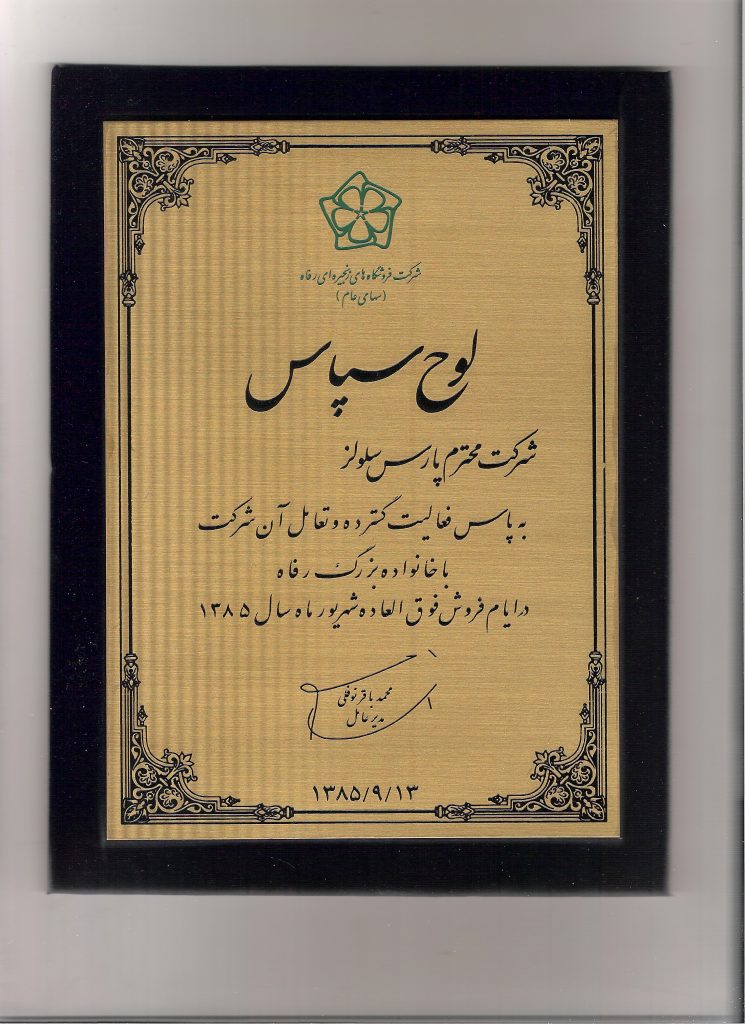 شرکت فروشگاه های زنجیره ای رفاه
(سهامی عام)
لوح سپاس
شرکت محترم پارس سلولز
به پاس فعالیت گسترده و تعامل آن شرکت
با خانواده بزرگ رفاه
در ایام فروش فوق العاده شهریور ماه سال ۱۳۸۵
محمد باقر نوفلی
مدیر عامل
۱۳۸۵/۹/۱۳